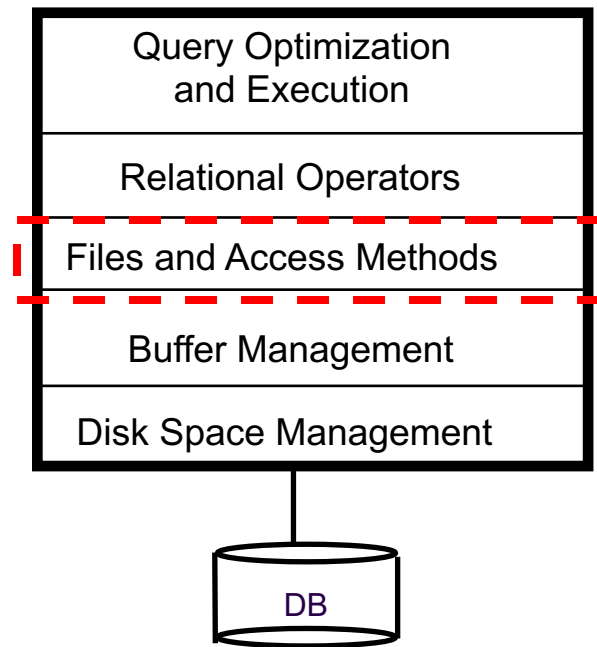 Query Optimization
and Execution
Relational Operators
Files and Access Methods
Buffer Management
Disk Space Management
DB